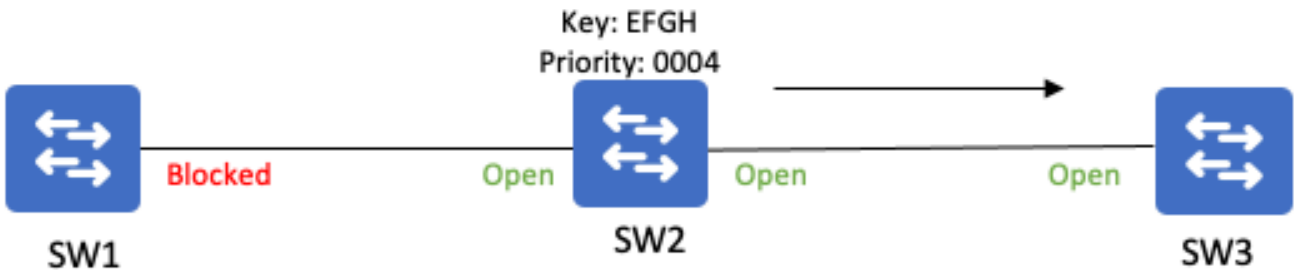 Key: EFGH
Priority: 0004
Blocked
Open
Open
Open
SW1
SW2
SW3